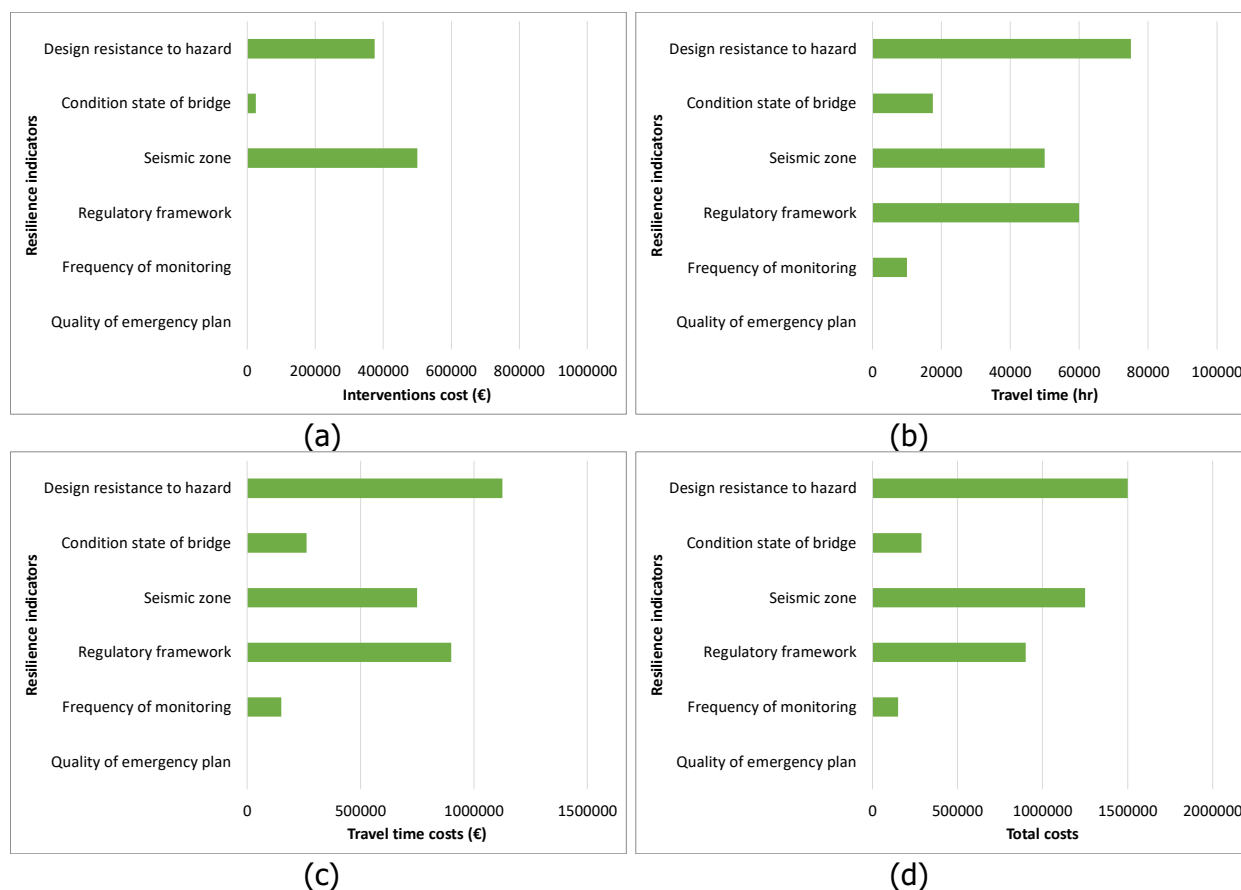 Resilience indicators
Design resistance to hazard
Condition state of bridge
Seismic zone
Regulatory framework
Frequency of monitoring
Quality of emergency plan
0 200000 400000 600000 800000 1000000
Interventions cost (€)
(a)
Resilience indicators
Design resistance to hazard
Condition state of bridge
Seismic zone
Regulatory framework
Frequency of monitoring
Quality of emergency plan
0 20000 40000 60000 80000 100000
Travel time (hr)
(b)
Resilience indicators
Design resistance to hazard
Condition state of bridge
Seismic zone
Regulatory framework
Frequency of monitoring
Quality of emergency plan
0 500000 1000000 1500000
Travel time costs (€)
(c)
Resilience indicators
Design resistance to hazard
Condition state of bridge
Seismic zone
Regulatory framework
Frequency of monitoring
Quality of emergency plan
0 500000 1000000 1500000 2000000
Total costs
(d)